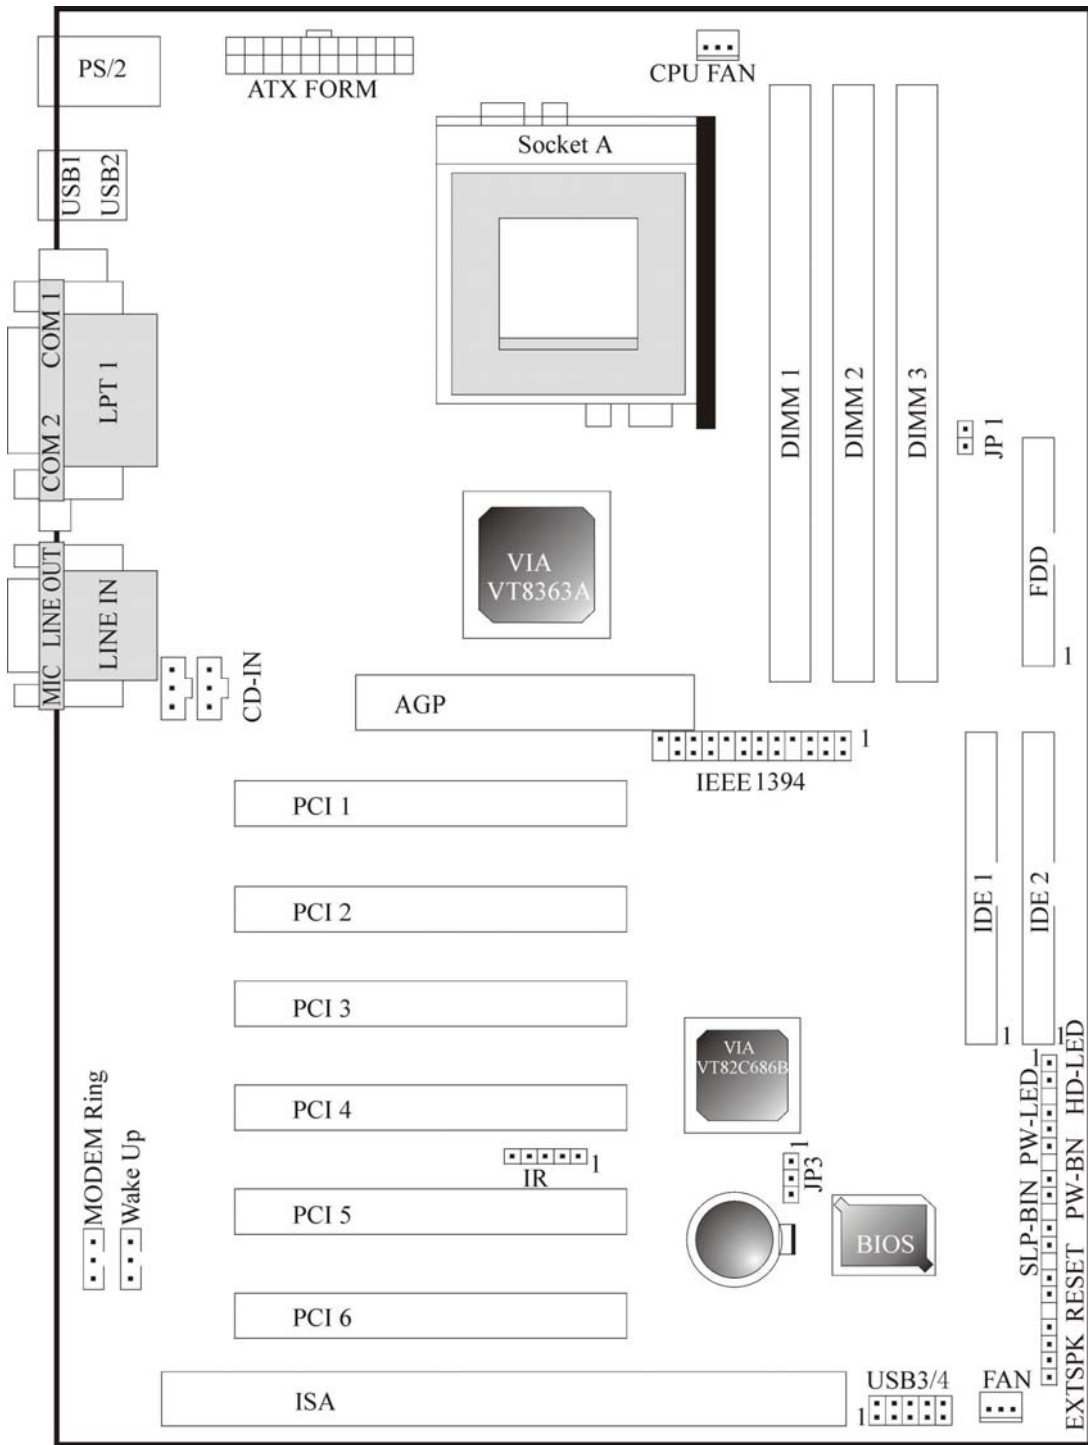 PS/2
ATX FORM
CPU FAN
Socket A
USB1
USB2
COM 1
COM 2
LPT 1
DIMM 1
DIMM 2
DIMM 3
JP 1
FDD
1
VIA
VT8363A
MIC LINE OUT
LINE IN
CD-IN
AGP
1
IEEE1394
PCI 1
PCI 2
PCI 3
IDE 1
IDE 2
1
1
VIA
VT82C686B
1
HD-LED
PW-LED
PW-BN
SLP-BIN
RESET
EXTSPK
PCI 4
MODEM Ring
Wake Up
IR
1
1
JP3
PCI 5
BIOS
PCI 6
ISA
USB3/4
1
FAN